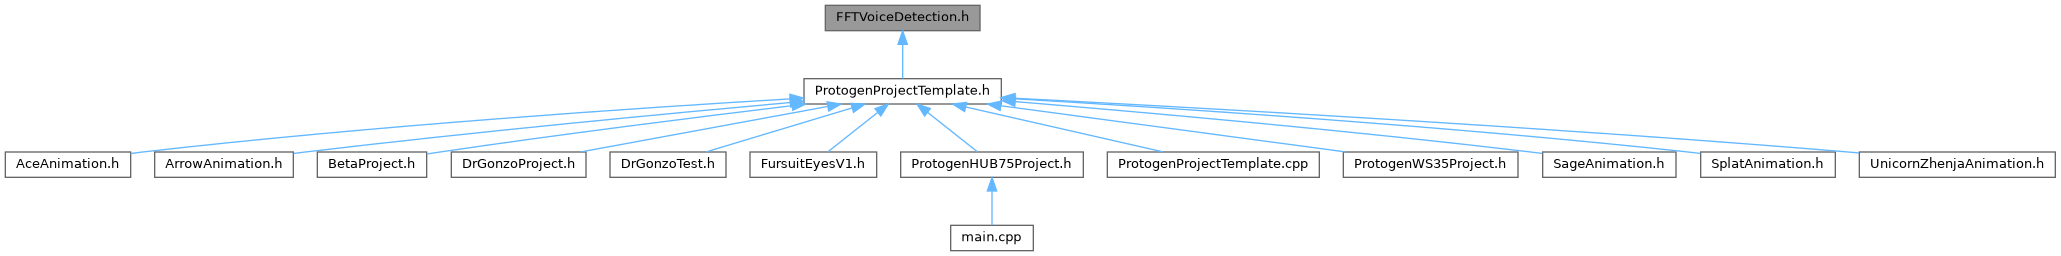 FFTVoiceDetection.h
ProtogenProjectTemplate.h
AceAnimation.h
ArrowAnimation.h
BetaProject.h
DrGonzoProject.h
DrGonzoTest.h
FursuitEyesV1.h
ProtogenHUB75Project.h
ProtogenProjectTemplate.cpp
ProtogenWS35Project.h
SageAnimation.h
SplatAnimation.h
UnicornZhenjaAnimation.h
main.cpp